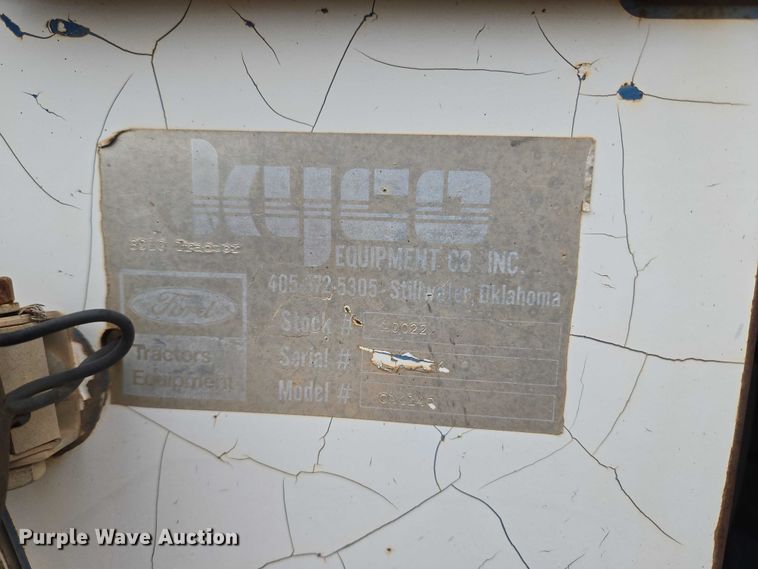 kyco
EQUIPMENT CO. INC.
405-372-5305 Stillwater, Oklahoma
Ford
Tractors
Equipment
Stock #
Serial #
Model #
Purple Wave Auction